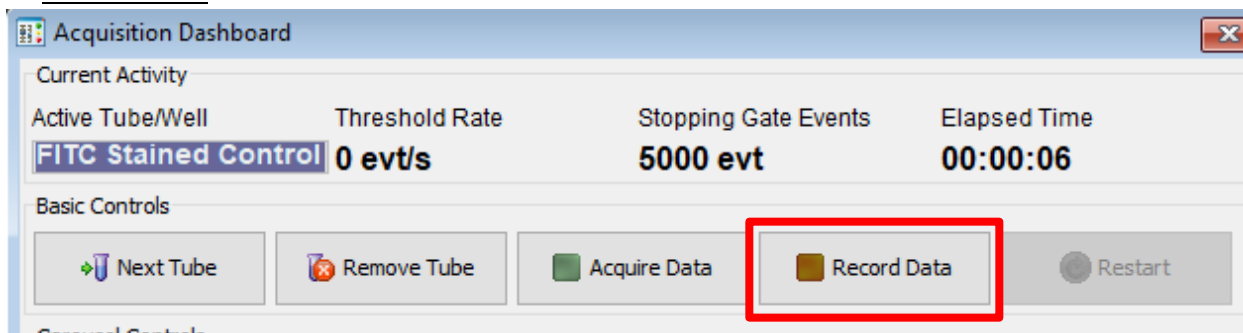 Acquisition Dashboard
Current Activity
Active Tube/Well Threshold Rate Stopping Gate Events Elapsed Time
FITC Stained Control 0 evt/s 5000 evt 00:00:06
Basic Controls
Next Tube Remove Tube Acquire Data Record Data Restart